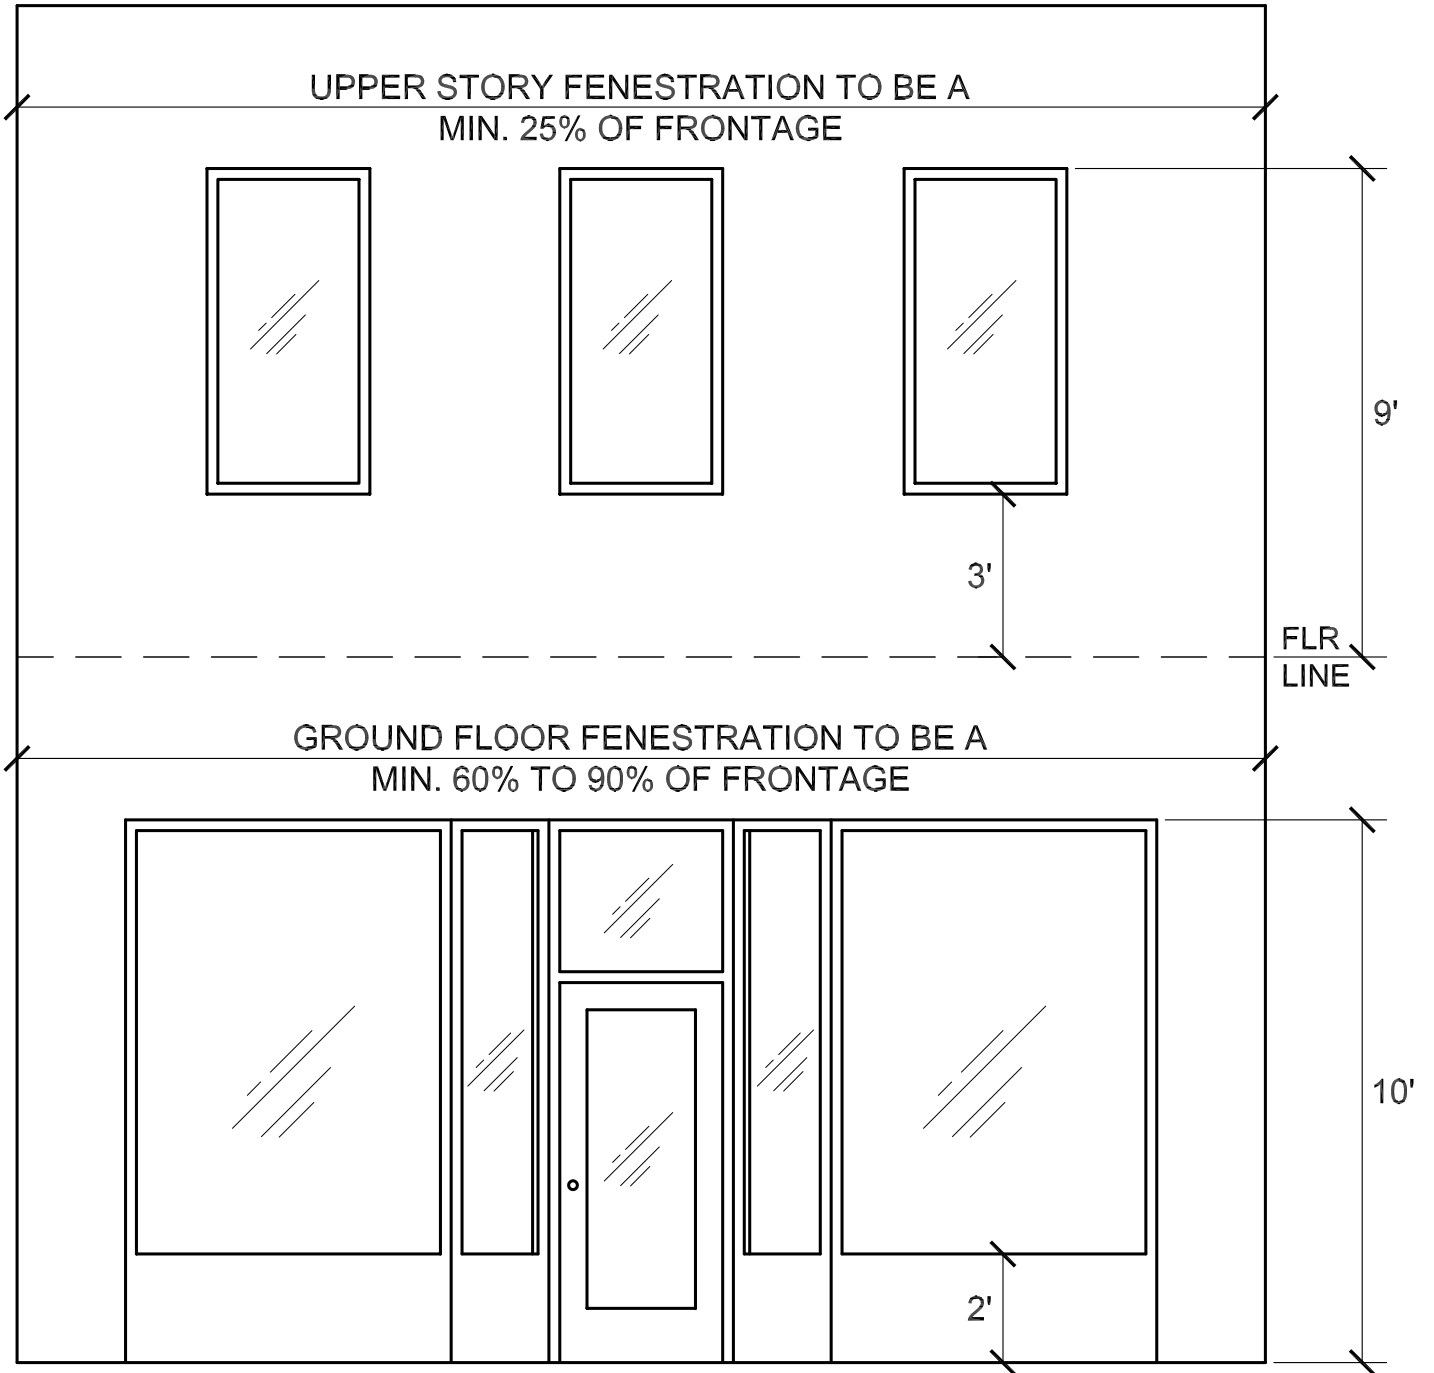 UPPER STORY FENESTRATION TO BE A
MIN. 25% OF FRONTAGE
9'
3'
FLR
LINE
GROUND FLOOR FENESTRATION TO BE A
MIN. 60% TO 90% OF FRONTAGE
10'
2'